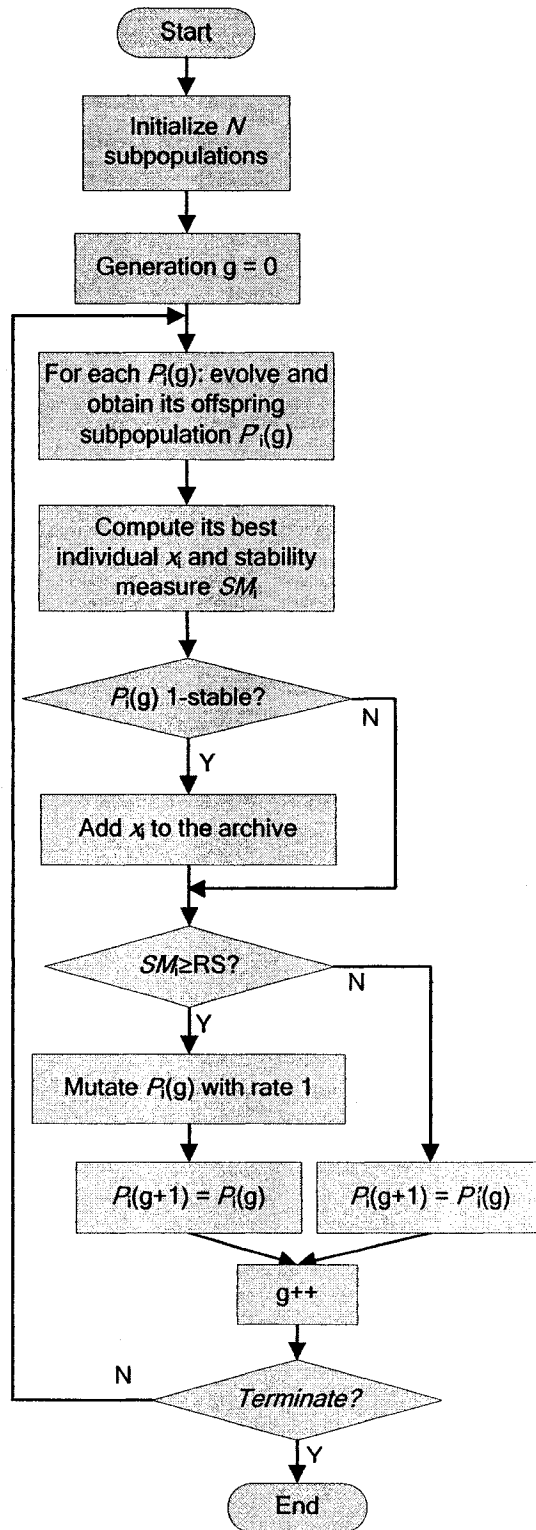 Start
Initialize N
subpopulations
Generation g = 0
For each Pi(g): evolve and
obtain its offspring
subpopulation P'i(g)
Compute its best
individual xi and stability
measure SMi
Pi(g) 1-stable?
N
Y
Add xi to the archive
SMi≥RS?
N
Y
Mutate Pi(g) with rate 1
Pi(g+1) = Pi(g)
Pi(g+1) = Pi'(g)
g++
N
Terminate?
Y
End